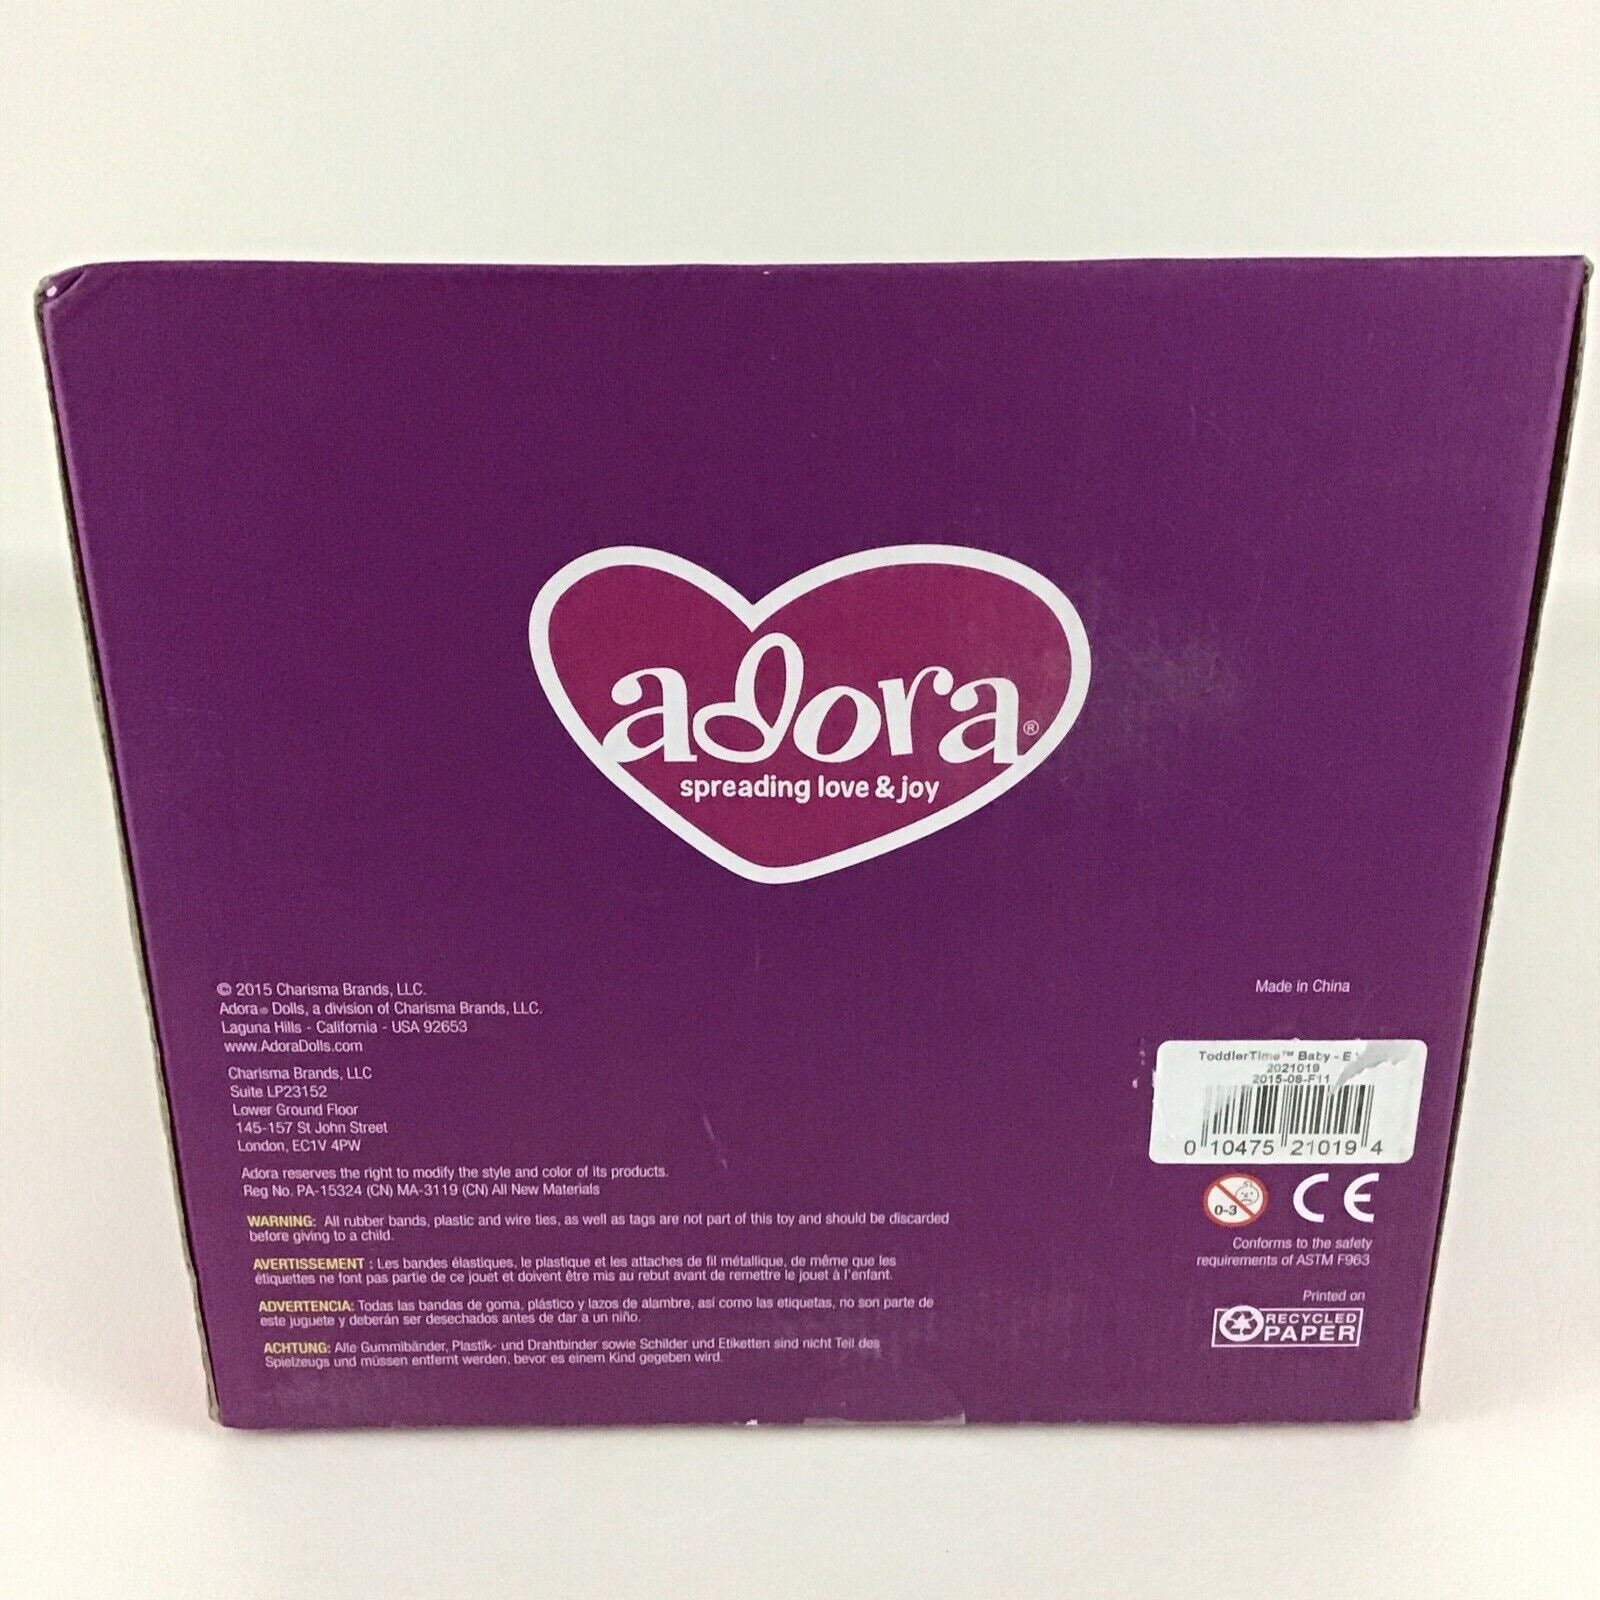 adora®
spreading love & joy
© 2015 Charisma Brands, LLC.
Adora® Dolls, a division of Charisma Brands, LLC.
Laguna Hills - California - USA 92653
www.AdoraDolls.com
Charisma Brands, LLC
Suite LP23152
Lower Ground Floor
145-157 St John Street
London, EC1V 4PW
Adora reserves the right to modify the style and color of its products.
Reg No. PA-15324 (CN) MA-3119 (CN) All New Materials
WARNING: All rubber bands, plastic and wire ties, as well as tags are not part of this toy and should be discarded
before giving to a child.
AVERTISSEMENT : Les bandes élastiques, le plastique et les attaches de fil métallique, de même que les
étiquettes ne font pas partie de ce jouet et doivent être mis au rebut avant de remettre le jouet à l'enfant.
ADVERTENCIA: Todas las bandas de goma, plástico y lazos de alambre, así como las etiquetas, no son parte de
este juguete y deberán ser desechados antes de dar a un niño.
ACHTUNG: Alle Gummibänder, Plastik- und Drahtbinder sowie Schilder und Etiketten sind nicht Teil des
Spielzeugs und müssen entfernt werden, bevor es einem Kind gegeben wird.
Made in China
ToddlerTime™ Baby - E
2021019
2015-08-F11
0 10475 21019 4
0-3
CE
Conforms to the safety
requirements of ASTM F963
Printed on
RECYCLED
PAPER